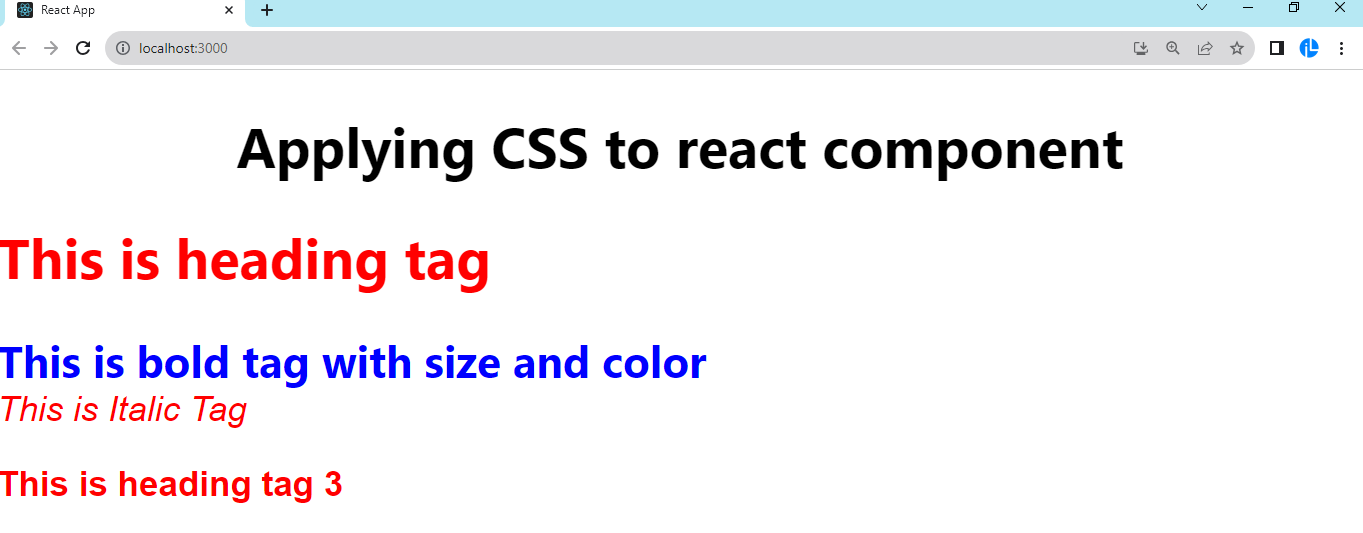 React App
localhost:3000
Applying CSS to react component
This is heading tag
This is bold tag with size and color
This is Italic Tag
This is heading tag 3